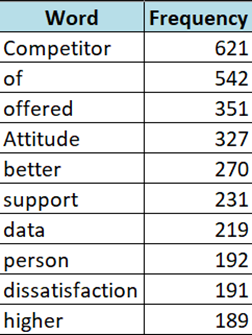 Word Frequency
Competitor 621
of 542
offered 351
Attitude 327
better 270
support 231
data 219
person 192
dissatisfaction 191
higher 189